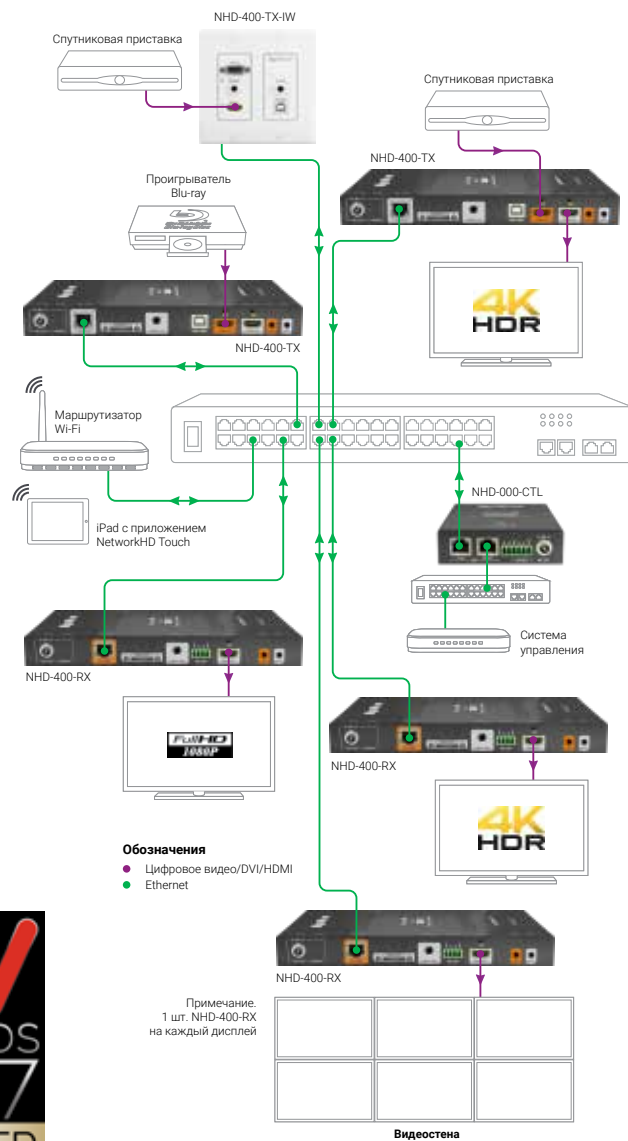 NHD-400-TX-IW
Спутниковая приставка
Спутниковая приставка
NHD-400-TX
Проигрыватель
Blu-ray
4K
HDR
NHD-400-TX
Маршрутизатор
Wi-Fi
NHD-000-CTL
iPad с приложением
NetworkHD Touch
Система
управления
NHD-400-RX
FullHD
1080P
NHD-400-RX
4K
HDR
Обозначения
Цифровое видео/DVI/HDMI
Ethernet
NHD-400-RX
Примечание.
1 шт. NHD-400-RX
на каждый дисплей
7
Видеостена